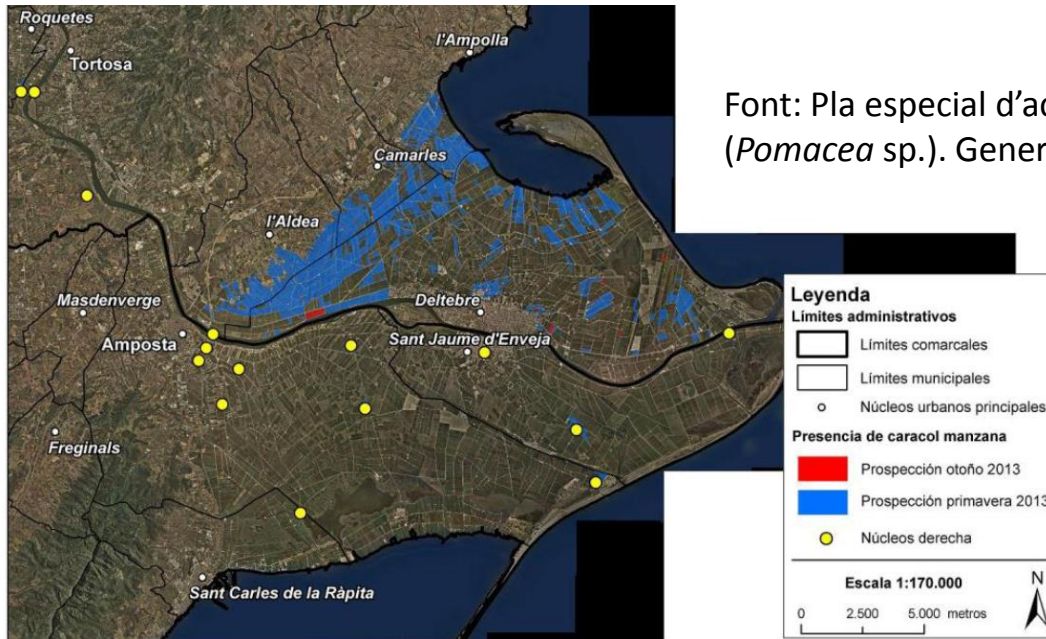 Roquetes
Tortosa
l'Ampolla
Font: Pla especial d'ac
(Pomacea sp.). Gener
Camarles
l'Aldea
Masdenverge
Deltebre
Amposta
Sant Jaume d'Enveja
Freginals
Sant Carles de la Ràpita
Leyenda
Límites administrativos
Límites comarcales
Límites municipales
Núcleos urbanos principales
Presencia de caracol manzana
Prospección otoño 2013
Prospección primavera 2013
Núcleos derecha
Escala 1:170.000
N
0 2.500 5.000 metros